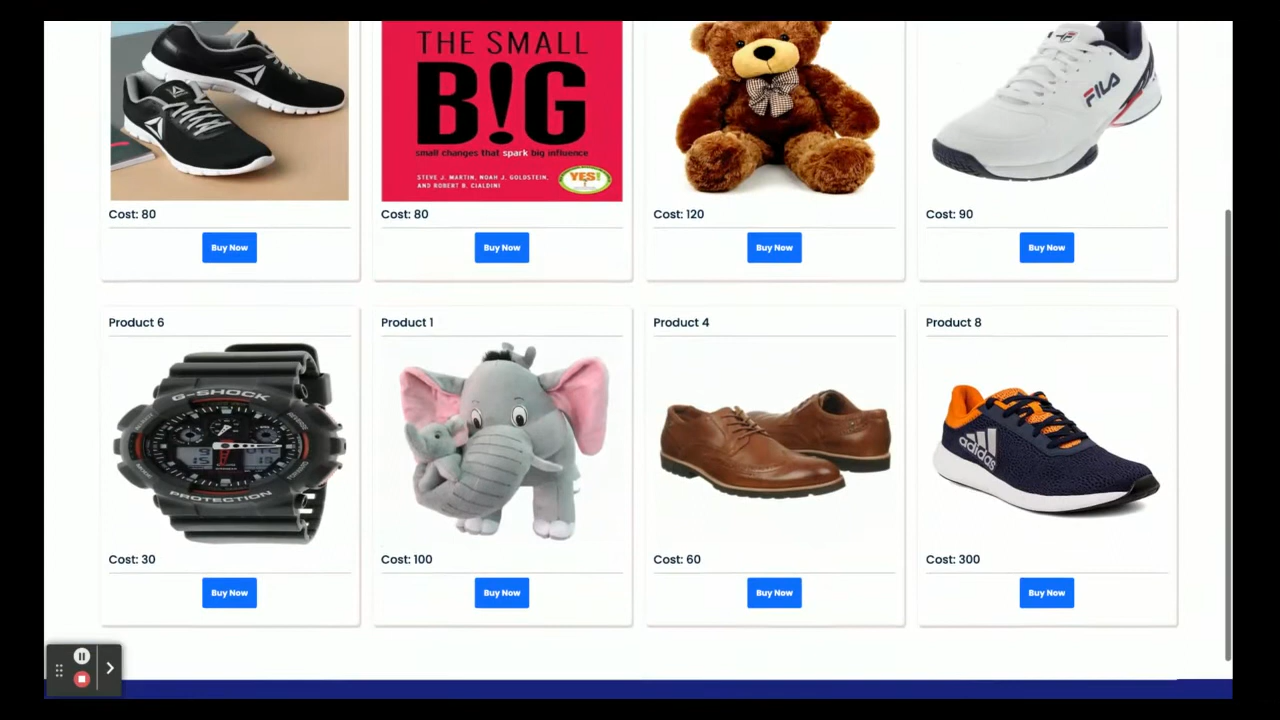 THE SMALL
B!G
small changes that spark big influence
STEVE J. MARTIN, NOAH J. GOLDSTEIN,
AND ROBERT B. CIALDINI
YES!
FILA
Cost: 80
Cost: 80
Cost: 120
Cost: 90
Buy Now
Buy Now
Buy Now
Buy Now
Product 6
Product 1
Product 4
Product 8
G-SHOCK
PROTECTION
adidas
Cost: 30
Cost: 100
Cost: 60
Cost: 300
Buy Now
Buy Now
Buy Now
Buy Now